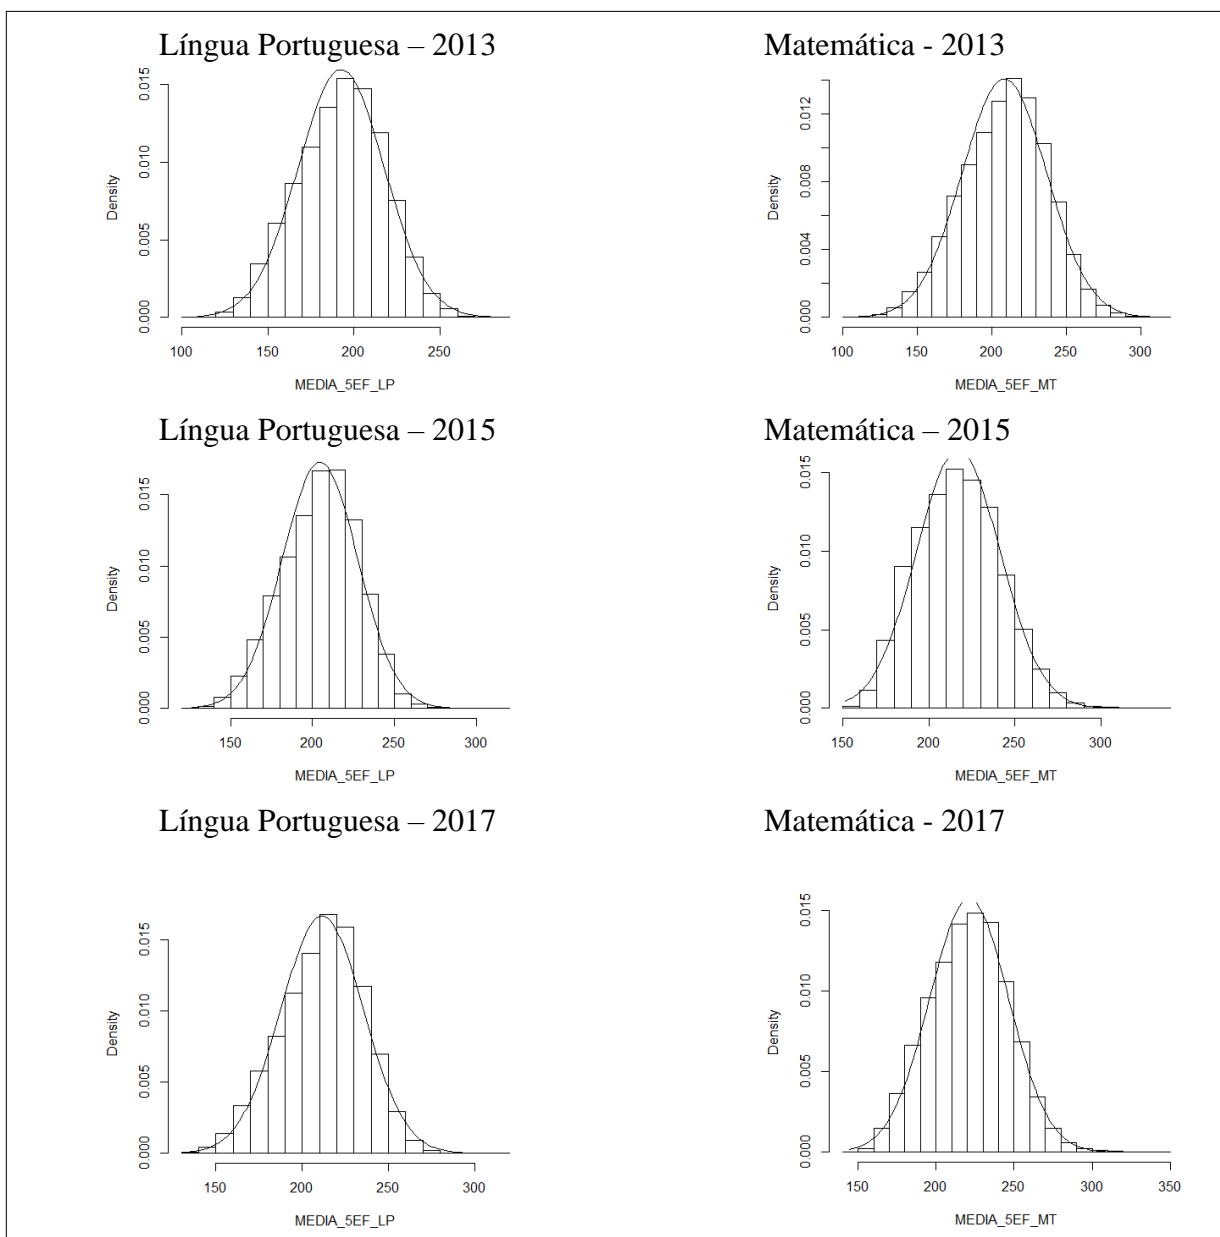 Língua Portuguesa – 2013
Matemática - 2013
0.015
0.010
0.005
0.000
Density
100 150 200 250
MEDIA_5EF_LP
0.012
0.008
0.004
0.000
Density
100 150 200 250 300
MEDIA_5EF_MT
Língua Portuguesa – 2015
Matemática – 2015
0.015
0.010
0.005
0.000
Density
150 200 250 300
MEDIA_5EF_LP
0.015
0.010
0.005
0.000
Density
150 200 250 300
MEDIA_5EF_MT
Língua Portuguesa – 2017
Matemática - 2017
0.015
0.010
0.005
0.000
Density
150 200 250 300
MEDIA_5EF_LP
0.015
0.010
0.005
0.000
Density
150 200 250 300 350
MEDIA_5EF_MT